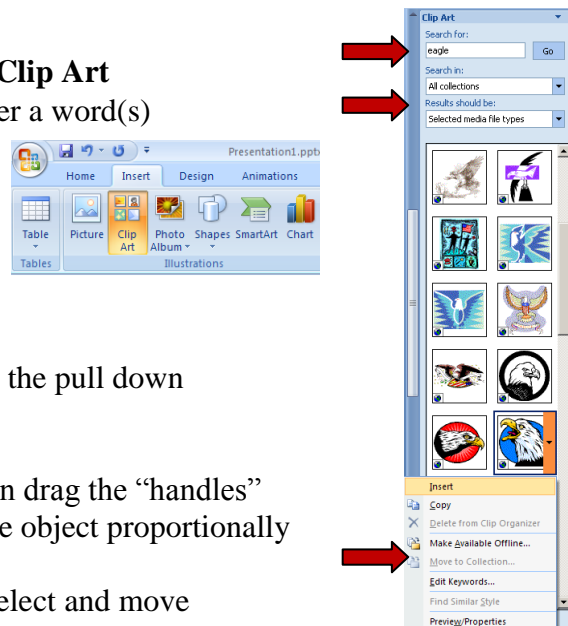 Clip Art
er a word(s)
Presentation1.pptx
Home Insert Design Animations
Table Picture Clip Art Photo Album Shapes SmartArt Chart
Tables Illustrations
the pull down
n drag the “handles”
e object proportionally
elect and move
Clip Art
Search for:
eagle Go
Search in:
All collections
Results should be:
Selected media file types
Insert
Copy
Delete from Clip Organizer
Make Available Offline...
Move to Collection...
Edit Keywords...
Find Similar Style
Preview/Properties